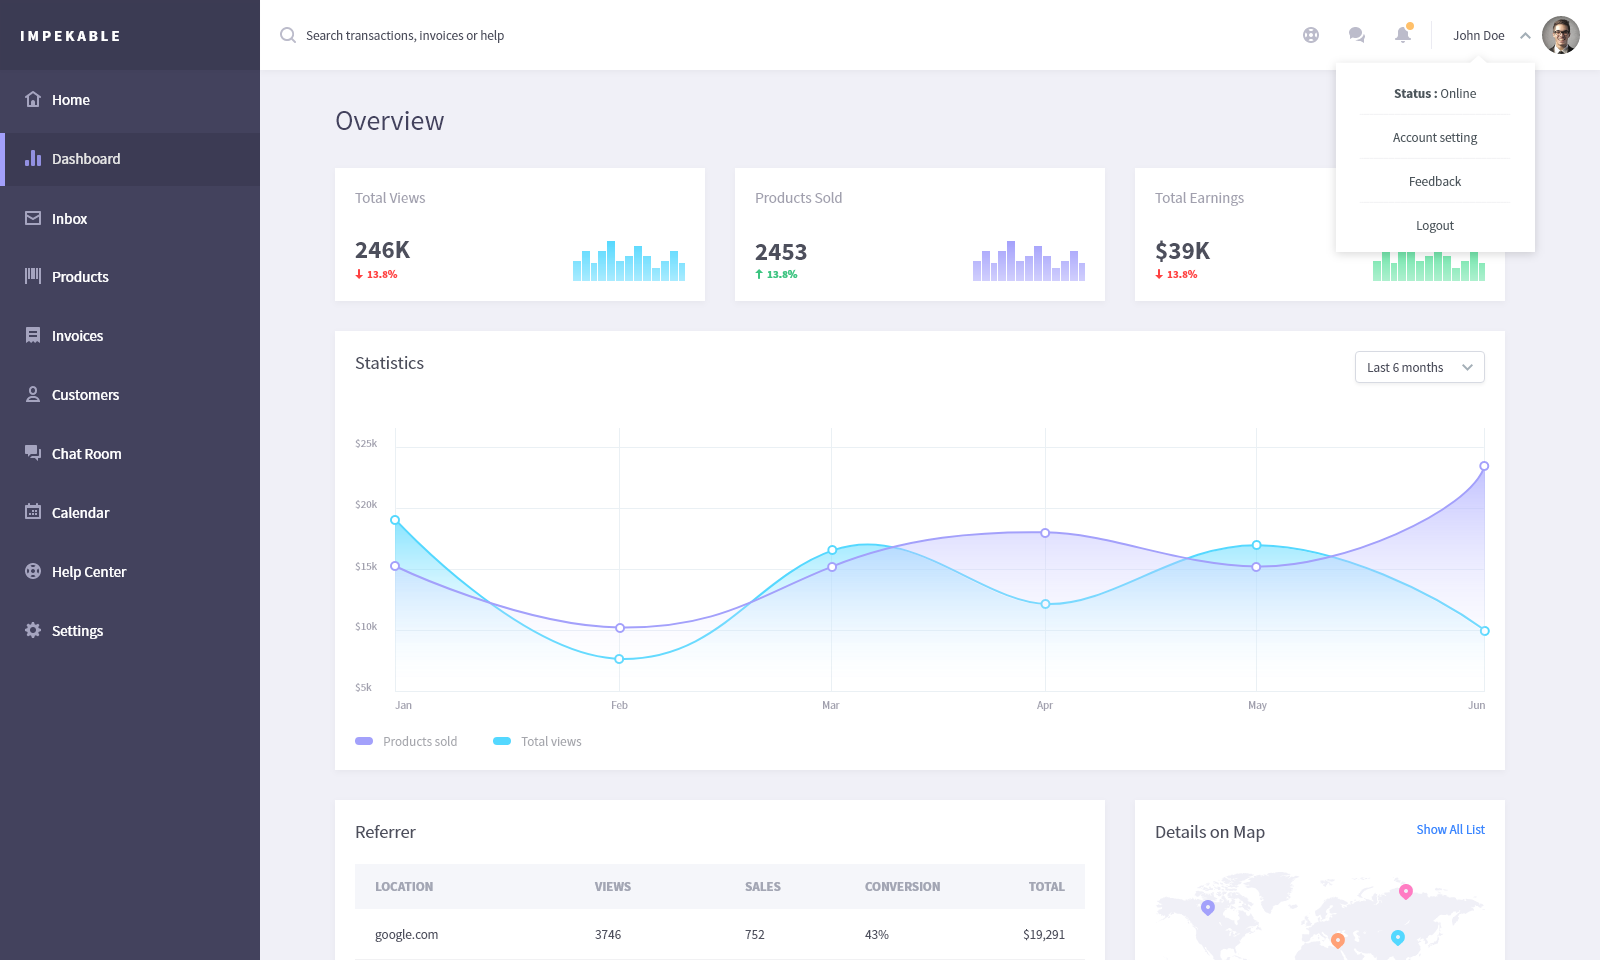 IMPEKABLE
Search transactions, invoices or help
John Doe
Home
Dashboard
Inbox
Products
Invoices
Customers
Chat Room
Calendar
Help Center
Settings
Status : Online
Account setting
Feedback
Logout
Overview
Total Views
246K
13.8%
Products Sold
2453
13.8%
Total Earnings
$39K
13.8%
Statistics
Last 6 months
$25k
$20k
$15k
$10k
$5k
Jan Feb Mar Apr May Jun
Products sold Total views
Referrer
LOCATION VIEWS SALES CONVERSION TOTAL
google.com 3746 752 43% $19,291
Details on Map
Show All List